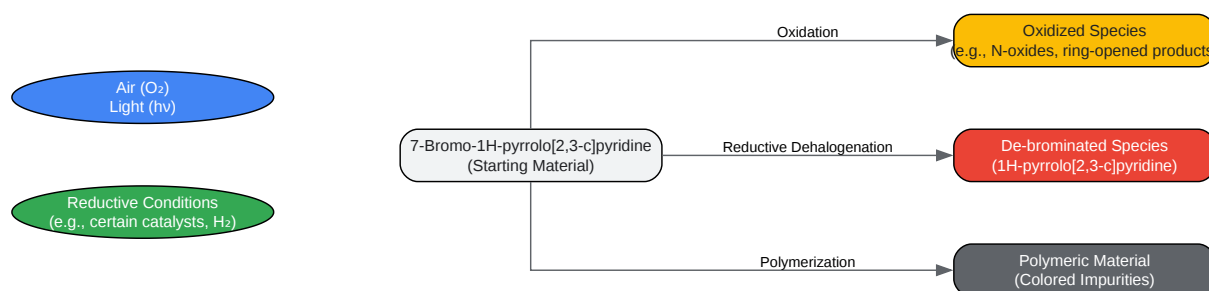 Air (O₂)
Light (hν)
Reductive Conditions
(e.g., certain catalysts, H₂)
7-Bromo-1H-pyrrolo[2,3-c]pyridine
(Starting Material)
Oxidation
Reductive Dehalogenation
Polymerization
Oxidized Species
(e.g., N-oxides, ring-opened products
De-brominated Species
(1H-pyrrolo[2,3-c]pyridine)
Polymeric Material
(Colored Impurities)